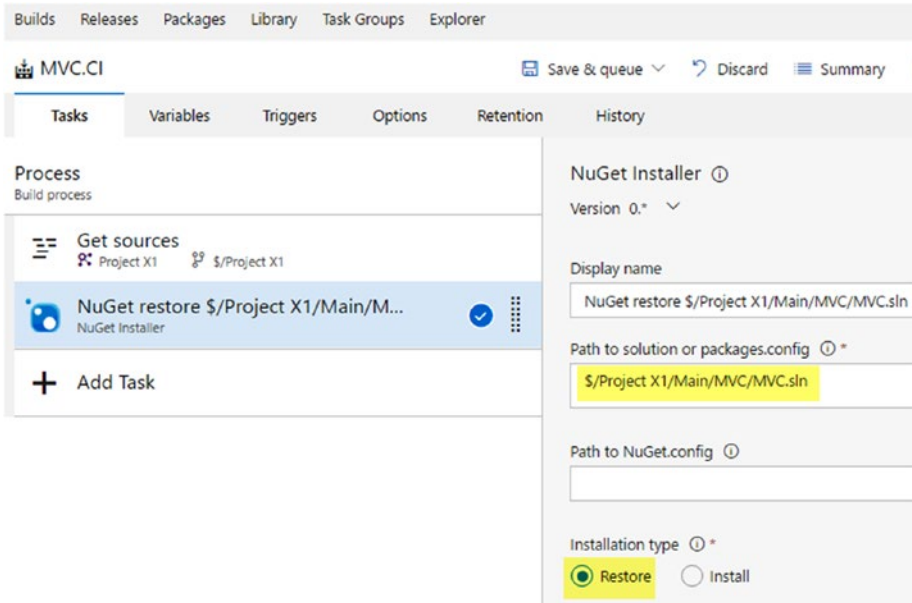 Builds Releases Packages Library Task Groups Explorer
MVC.CI Save & queue Discard Summary
Tasks Variables Triggers Options Retention History
Process
Build process
Get sources
Project X1 $/Project X1
NuGet restore $/Project X1/Main/M...
NuGet Installer
Add Task
NuGet Installer
Version 0.*
Display name
NuGet restore $/Project X1/Main/MVC/MVC.sln
Path to solution or packages.config *
$/Project X1/Main/MVC/MVC.sln
Path to NuGet.config
Installation type *
Restore Install